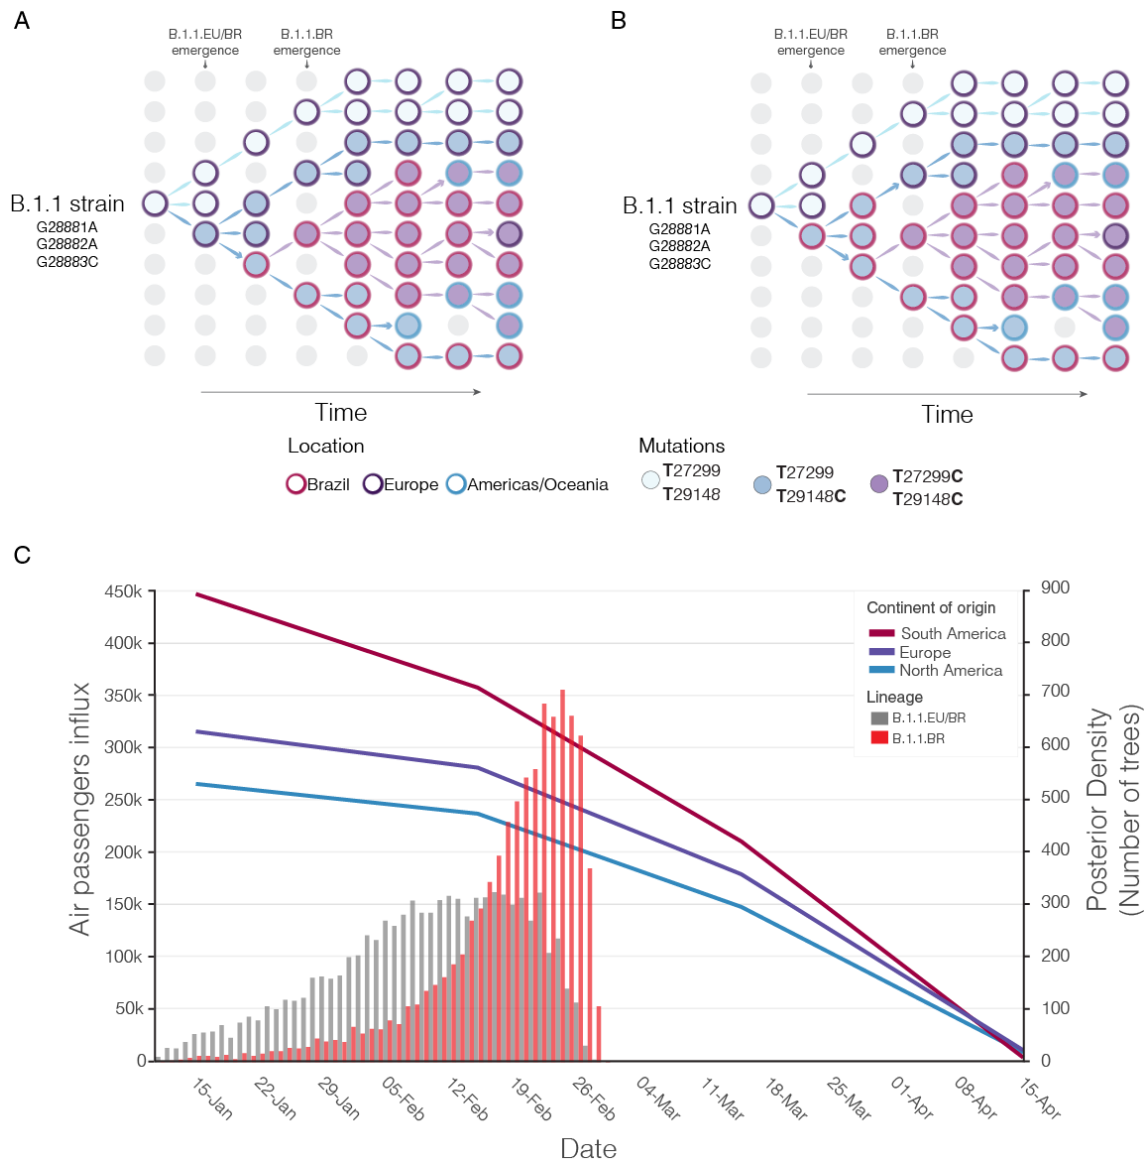 A
B
B.1.1.EU/BR
emergence
B.1.1.BR
emergence
B.1.1.EU/BR
emergence
B.1.1.BR
emergence
B.1.1 strain
G28881A
G28882A
G28883C
B.1.1 strain
G28881A
G28882A
G28883C
Time
Time
Location
Brazil
Europe
Americas/Oceania
Mutations
T27299
T29148
T27299
T29148C
T27299C
T29148C
C
450k
400k
350k
300k
250k
200k
150k
100k
50k
0
Air passengers influx
900
800
700
600
500
400
300
200
100
0
Posterior Density
(Number of trees)
Continent of origin
South America
Europe
North America
Lineage
B.1.1.EU/BR
B.1.1.BR
15-Jan
22-Jan
29-Jan
05-Feb
12-Feb
19-Feb
26-Feb
04-Mar
11-Mar
18-Mar
25-Mar
01-Apr
08-Apr
15-Apr
Date